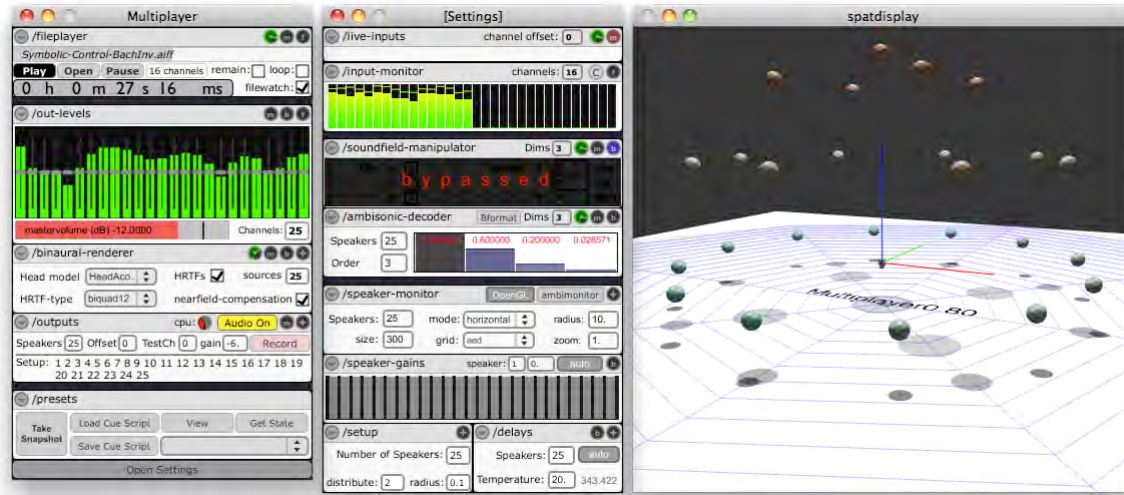 Multiplayer
/fileplayer
Symbolic-Control-BachInv.aiff
Play Open Pause 16 channels remain: loop:
0 h 0 m 27 s 16 ms filewatch:
/out-levels
mastervolume (dB) -12.0000 Channels: 25
/binaural-renderer
Head model HeadAco.. HRTFs sources 25
HRTF-type biquad12 nearfield-compensation
/outputs cpu: Audio On
Speakers 25 Offset 0 TestCh 0 gain -6. Record
Setup: 1 2 3 4 5 6 7 8 9 10 11 12 13 14 15 16 17 18 19
20 21 22 23 24 25
/presets
Take Snapshot
Load Cue Script View Get State
Save Cue Script
Open Settings
[Settings]
/live-inputs channel offset: 0
/input-monitor channels: 16
/soundfield-manipulator Dims 3
bypassed
/ambisonic-decoder Bformat Dims 3
Speakers 25
0.600000 0.200000 0.028571
Order 3
/speaker-monitor OpenGL ambimonitor
Speakers: 25 mode: horizontal radius: 10.
size: 300 grid: aed zoom: 1.
/speaker-gains speaker: 1 0. auto
/setup
Number of Speakers: 25
distribute: 2 radius: 0.1
/delays
Speakers: 25 auto
Temperature: 20. 343.422
spatdisplay
Multiplayer0.80